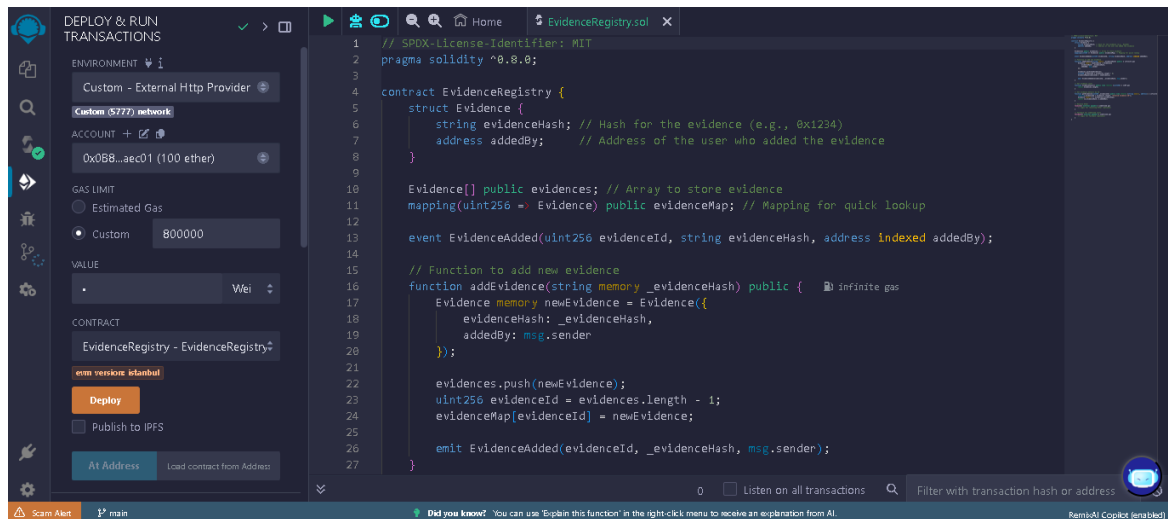 DEPLOY & RUN
TRANSACTIONS
ENVIRONMENT
Custom - External Http Provider
Custom (5777) network
ACCOUNT
0x0B8...aec01 (100 ether)
GAS LIMIT
Estimated Gas
Custom 800000
VALUE
Wei
CONTRACT
EvidenceRegistry - EvidenceRegistry
evm version: istanbul
Deploy
Publish to IPFS
At Address Load contract from Address
Home EvidenceRegistry.sol
1 // SPDX-License-Identifier: MIT
2 pragma solidity ^0.8.0;
3
4 contract EvidenceRegistry {
5 struct Evidence {
6 string evidenceHash; // Hash for the evidence (e.g., 0x1234)
7 address addedBy; // Address of the user who added the evidence
8 }
9
10 Evidence[] public evidences; // Array to store evidence
11 mapping(uint256 => Evidence) public evidenceMap; // Mapping for quick lookup
12
13 event EvidenceAdded(uint256 evidenceId, string evidenceHash, address indexed addedBy);
14
15 // Function to add new evidence
16 function addEvidence(string memory _evidenceHash) public { infinite gas
17 Evidence memory newEvidence = Evidence({
18 evidenceHash: _evidenceHash,
19 addedBy: msg.sender
20 });
21
22 evidences.push(newEvidence);
23 uint256 evidenceId = evidences.length - 1;
24 evidenceMap[evidenceId] = newEvidence;
25
26 emit EvidenceAdded(evidenceId, _evidenceHash, msg.sender);
27 }
0 Listen on all transactions Filter with transaction hash or address
Scam Alert main Did you know? You can use 'Explain this function' in the right-click menu to receive an explanation from AI. RemixAI Copilot (enabled)